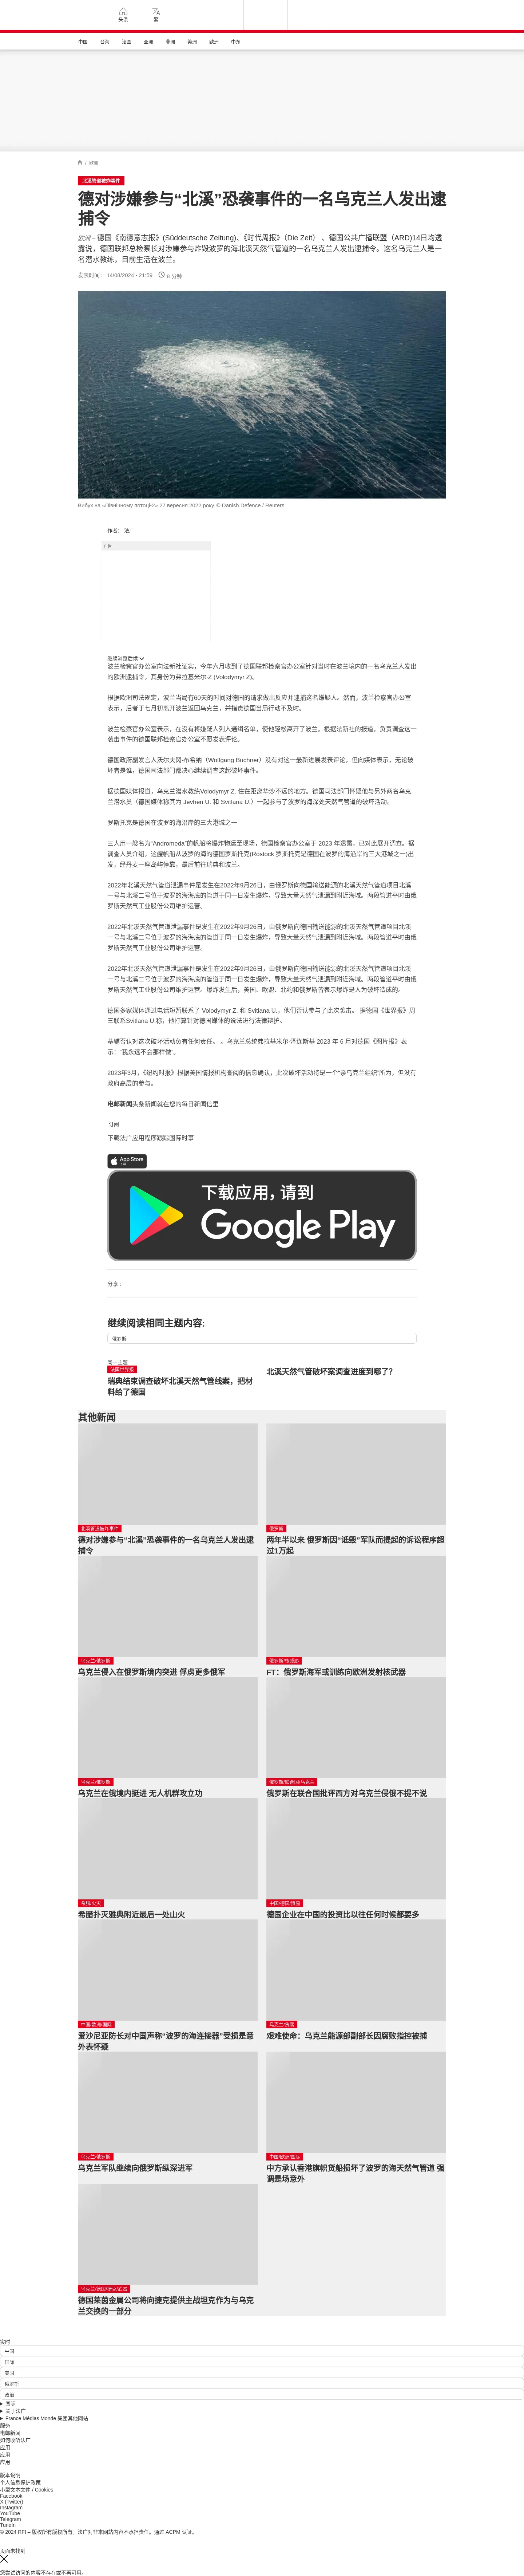 头条
繁
中国 台海 法国 亚洲 非洲 美洲 欧洲 中东
/ 欧洲
北溪管道被炸事件
德对涉嫌参与“北溪”恐袭事件的一名乌克兰人发出逮
捕令
欧洲 – 德国《南德意志报》(Süddeutsche Zeitung)、《时代周报》（Die Zeit） 、德国公共广播联盟（ARD)14日均透
露说，德国联邦总检察长对涉嫌参与炸毁波罗的海北溪天然气管道的一名乌克兰人发出逮捕令。这名乌克兰人是一
名潜水教练，目前生活在波兰。
发表时间： 14/08/2024 - 21:59 6 分钟
Вибух на «Північному потоці-2» 27 вересня 2022 року © Danish Defence / Reuters
作者： 法广
广告
继续浏览后续
波兰检察官办公室向法新社证实，今年六月收到了德国联邦检察官办公室针对当时在波兰境内的一名乌克兰人发出
的欧洲逮捕令，其身份为弗拉基米尔·Z (Volodymyr Z)。
根据欧洲司法规定，波兰当局有60天的时间对德国的请求做出反应并逮捕这名嫌疑人。然而，波兰检察官办公室
表示，后者于七月初离开波兰返回乌克兰，并指责德国当局行动不及时。
波兰检察官办公室表示，在没有将嫌疑人列入通缉名单，使他轻松离开了波兰。根据法新社的报道，负责调查这一
袭击事件的德国联邦检察官办公室不愿发表评论。
德国政府副发言人沃尔夫冈·布希纳（Wolfgang Büchner）没有对这一最新进展发表评论，但向媒体表示，无论破
坏者是谁，德国司法部门都决心继续调查这起破坏事件。
据德国媒体报道，乌克兰潜水教练Volodymyr Z. 住在距离华沙不远的地方。德国司法部门怀疑他与另外两名乌克
兰潜水员（德国媒体称其为 Jevhen U. 和 Svitlana U.）一起参与了波罗的海深处天然气管道的破坏活动。
罗斯托克是德国在波罗的海沿岸的三大港城之一
三人用一艘名为“Andromeda”的帆船将爆炸物运至现场，德国检察官办公室于 2023 年透露，已对此展开调查。据
调查人员介绍，这艘帆船从波罗的海的德国罗斯托克(Rostock 罗斯托克是德国在波罗的海沿岸的三大港城之一)出
发，经丹麦一座岛屿停靠，最后前往瑞典和波兰。
2022年北溪天然气管道泄漏事件是发生在2022年9月26日，由俄罗斯向德国输送能源的北溪天然气管道项目北溪
一号与北溪二号位于波罗的海海底的管道于同一日发生爆炸，导致大量天然气泄漏到附近海域。两段管道平时由俄
罗斯天然气工业股份公司维护运营。
2022年北溪天然气管道泄漏事件是发生在2022年9月26日，由俄罗斯向德国输送能源的北溪天然气管道项目北溪
一号与北溪二号位于波罗的海海底的管道于同一日发生爆炸，导致大量天然气泄漏到附近海域。两段管道平时由俄
罗斯天然气工业股份公司维护运营。
2022年北溪天然气管道泄漏事件是发生在2022年9月26日，由俄罗斯向德国输送能源的北溪天然气管道项目北溪
一号与北溪二号位于波罗的海海底的管道于同一日发生爆炸，导致大量天然气泄漏到附近海域。两段管道平时由俄
罗斯天然气工业股份公司维护运营。爆炸发生后，美国、欧盟、北约和俄罗斯皆表示爆炸是人为破坏造成的。
德国多家媒体通过电话短暂联系了 Volodymyr Z. 和 Svitlana U.，他们否认参与了此次袭击。 据德国《世界报》周
三联系Svitlana U.称，他打算针对德国媒体的说法进行法律辩护。
基辅否认对这次破坏活动负有任何责任。 。乌克兰总统弗拉基米尔·泽连斯基 2023 年 6 月对德国《图片报》表
示：“我永远不会那样做”。
2023年3月，《纽约时报》根据美国情报机构查阅的信息确认，此次破坏活动将是一个“亲乌克兰组织”所为，但没有
政府高层的参与。
电邮新闻头条新闻就在您的每日新闻信里
订阅
下载法广应用程序跟踪国际时事
App Store
下载
下载应用，请到
Google Play
分享 :
继续阅读相同主题内容:
俄罗斯
同一主题
法国世界报
瑞典结束调查破坏北溪天然气管线案，把材
料给了德国
北溪天然气管破坏案调查进度到哪了？
其他新闻
北溪管道被炸事件
德对涉嫌参与“北溪”恐袭事件的一名乌克兰人发出逮
捕令
俄罗斯
两年半以来 俄罗斯因“诋毁”军队而提起的诉讼程序超
过1万起
乌克兰/俄罗斯
乌克兰侵入在俄罗斯境内突进 俘虏更多俄军
俄罗斯/核威胁
FT：俄罗斯海军或训练向欧洲发射核武器
乌克兰/俄罗斯
乌克兰在俄境内挺进 无人机群攻立功
俄罗斯/联合国/乌克兰
俄罗斯在联合国批评西方对乌克兰侵俄不提不说
希腊/火灾
希腊扑灭雅典附近最后一处山火
中国/德国/贸易
德国企业在中国的投资比以往任何时候都要多
中国/欧洲/国际
爱沙尼亚防长对中国声称“波罗的海连接器”受损是意
外表怀疑
乌克兰/贪腐
艰难使命：乌克兰能源部副部长因腐败指控被捕
乌克兰/俄罗斯
乌克兰军队继续向俄罗斯纵深进军
中国/欧洲/国际
中方承认香港旗帜货船损坏了波罗的海天然气管道 强
调是场意外
乌克兰/德国/捷克/武器
德国莱茵金属公司将向捷克提供主战坦克作为与乌克
兰交换的一部分
实时
中国
国际
美国
俄罗斯
政治
国际
关于法广
France Médias Monde 集团其他网站
服务
电邮新闻
如何收听法广
应用
应用
应用
版本说明
个人信息保护政策
小型文本文件 / Cookies
Facebook
X (Twitter)
Instagram
YouTube
Telegram
TuneIn
© 2024 RFI – 版权所有版权所有。法广对非本网站内容不承担责任。通过 ACPM 认证。
页面未找到
您尝试访问的内容不存在或不再可用。